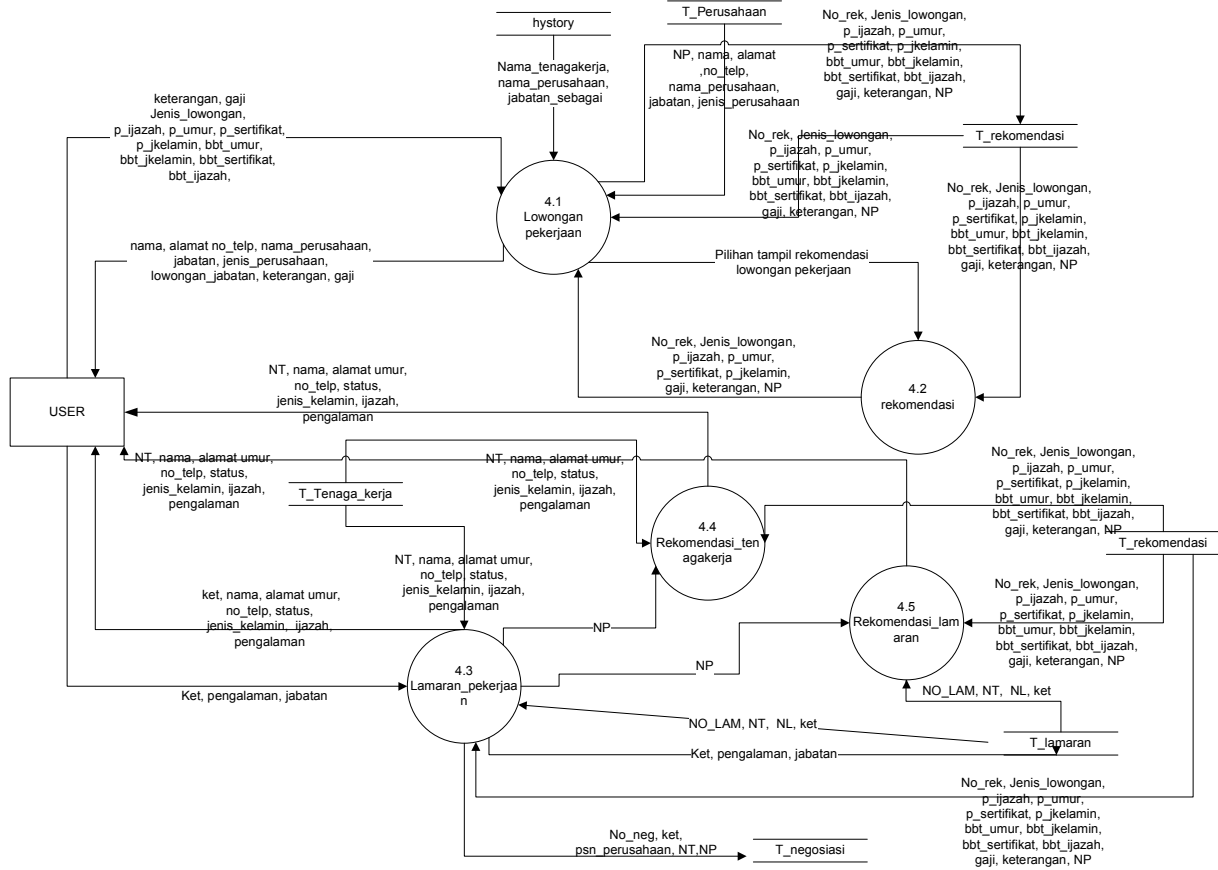 hystory
T_Perusahaan
No_rek, Jenis_lowongan,
p_ijazah, p_umur,
p_sertifikat, p_jkelamin,
bbt_umur, bbt_jkelamin,
bbt_sertifikat, bbt_ijazah,
gaji, keterangan, NP
Nama_tenagakerja,
nama_perusahaan,
jabatan_sebagai
NP, nama, alamat
,no_telp,
nama_perusahaan,
jabatan, jenis_perusahaan
keterangan, gaji
Jenis_lowongan,
p_ijazah, p_umur, p_sertifikat,
p_jkelamin, bbt_umur,
bbt_jkelamin, bbt_sertifikat,
bbt_ijazah,
No_rek, Jenis_lowongan,
p_ijazah, p_umur,
p_sertifikat, p_jkelamin,
bbt_umur, bbt_jkelamin,
bbt_sertifikat, bbt_ijazah,
gaji, keterangan, NP
T_rekomendasi
4.1
Lowongan
pekerjaan
No_rek, Jenis_lowongan,
p_ijazah, p_umur,
p_sertifikat, p_jkelamin,
bbt_umur, bbt_jkelamin,
bbt_sertifikat, bbt_ijazah,
gaji, keterangan, NP
nama, alamat no_telp, nama_perusahaan,
jabatan, jenis_perusahaan,
lowongan_jabatan, keterangan, gaji
Pilihan tampil rekomendasi
lowongan pekerjaan
No_rek, Jenis_lowongan,
p_ijazah, p_umur,
p_sertifikat, p_jkelamin,
gaji, keterangan, NP
4.2
rekomendasi
USER
NT, nama, alamat umur,
no_telp, status,
jenis_kelamin, ijazah,
pengalaman
NT, nama, alamat umur,
no_telp, status,
jenis_kelamin, ijazah,
pengalaman
T_Tenaga_kerja
NT, nama, alamat umur,
no_telp, status,
jenis_kelamin, ijazah,
pengalaman
No_rek, Jenis_lowongan,
p_ijazah, p_umur,
p_sertifikat, p_jkelamin,
bbt_umur, bbt_jkelamin,
bbt_sertifikat, bbt_ijazah,
gaji, keterangan, NP
4.4
Rekomendasi_ten
agakerja
T_rekomendasi
NT, nama, alamat umur,
no_telp, status,
jenis_kelamin, ijazah,
pengalaman
ket, nama, alamat umur,
no_telp, status,
jenis_kelamin, ijazah,
pengalaman
4.5
Rekomendasi_lam
aran
No_rek, Jenis_lowongan,
p_ijazah, p_umur,
p_sertifikat, p_jkelamin,
bbt_umur, bbt_jkelamin,
bbt_sertifikat, bbt_ijazah,
gaji, keterangan, NP
NP
NP
4.3
Lamaran_pekerjaa
n
Ket, pengalaman, jabatan
NO_LAM, NT, NL, ket
NO_LAM, NT, NL, ket
T_lamaran
Ket, pengalaman, jabatan
No_rek, Jenis_lowongan,
p_ijazah, p_umur,
p_sertifikat, p_jkelamin,
bbt_umur, bbt_jkelamin,
bbt_sertifikat, bbt_ijazah,
gaji, keterangan, NP
No_neg, ket,
psn_perusahaan, NT,NP
T_negosiasi